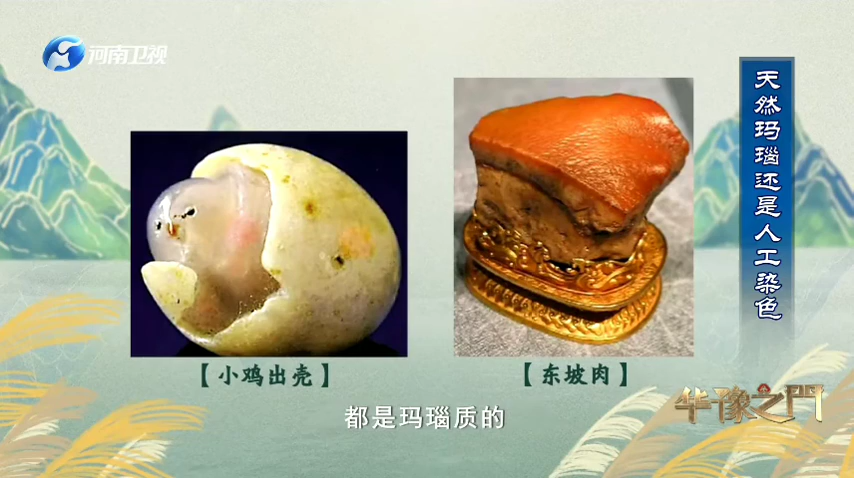 河南卫视
天然玛瑙还是人工染色
【小鸡出壳】
【东坡肉】
都是玛瑙质的
华豫之門